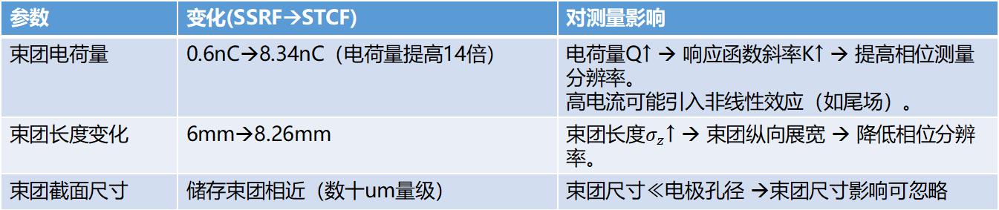 参数 变化(SSRF→STCF) 对测量影响
束团电荷量 0.6nC→8.34nC（电荷量提高14倍） 电荷量Q↑ → 响应函数斜率K↑ → 提高相位测量
分辨率。
高电流可能引入非线性效应（如尾场）。
束团长度变化 6mm→8.26mm 束团长度𝜎𝑧↑ → 束团纵向展宽 → 降低相位分辨
率。
束团截面尺寸 储存束团相近（数十um量级） 束团尺寸≪电极孔径 →束团尺寸影响可忽略